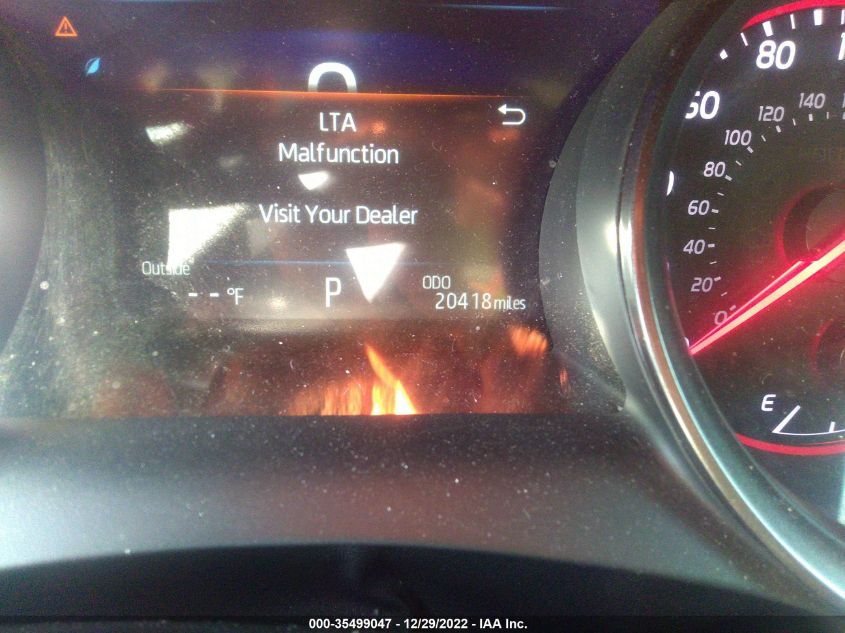 LTA
Malfunction
Visit Your Dealer
Outside
- - °F
P
ODO
20418 miles
80
100
120
140
80
60
40
20
0
E
000-35499047 - 12/29/2022 - IAA Inc.